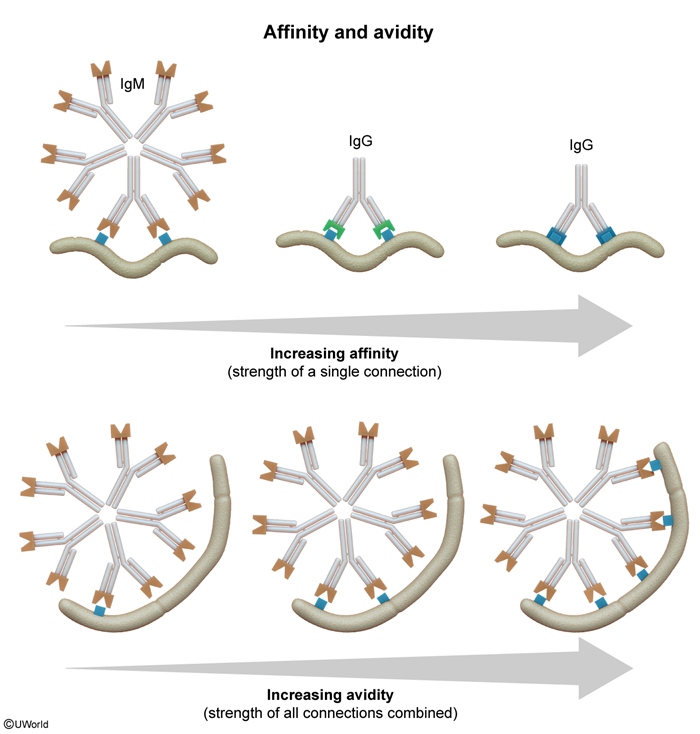 Affinity and avidity
IgM
IgG
IgG
Increasing affinity
(strength of a single connection)
Increasing avidity
(strength of all connections combined)
©UWorld